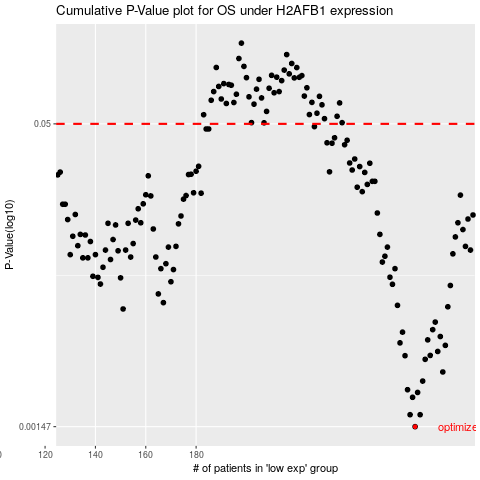 Cumulative P-Value plot for OS under H2AFB1 expression
0.05
P-Value(log10)
0.00147
optimize
0
120
140
160
180
# of patients in 'low exp' group